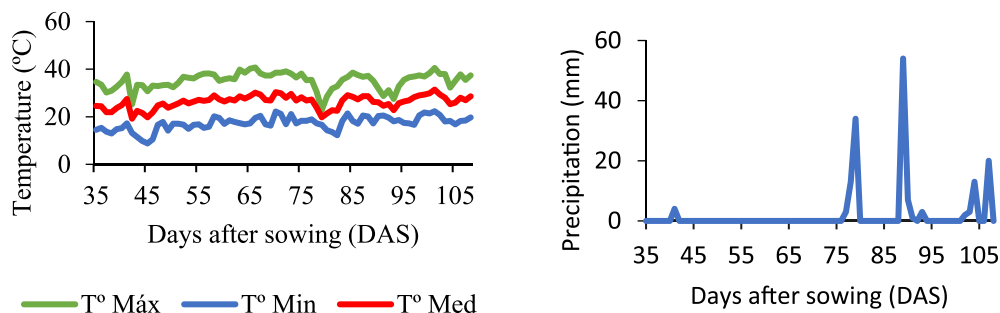 Temperature (ºC)
60
40
20
0
35 45 55 65 75 85 95 105
Days after sowing (DAS)
Tº Máx Tº Min Tº Med
Precipitation (mm)
60
40
20
0
35 45 55 65 75 85 95 105
Days after sowing (DAS)